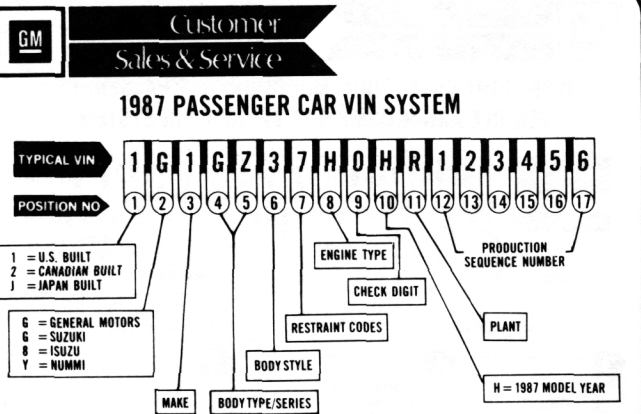 GM
Customer
Sales & Service
1987 PASSENGER CAR VIN SYSTEM
TYPICAL VIN 1 G 1 G Z 3 7 H 0 H R 1 2 3 4 5 6
POSITION NO 1 2 3 4 5 6 7 8 9 10 11 12 13 14 15 16 17
1 = U.S. BUILT
2 = CANADIAN BUILT
J = JAPAN BUILT
G = GENERAL MOTORS
G = SUZUKI
8 = ISUZU
Y = NUMMI
MAKE
BODY TYPE/SERIES
BODY STYLE
RESTRAINT CODES
ENGINE TYPE
CHECK DIGIT
H = 1987 MODEL YEAR
PLANT
PRODUCTION
SEQUENCE NUMBER